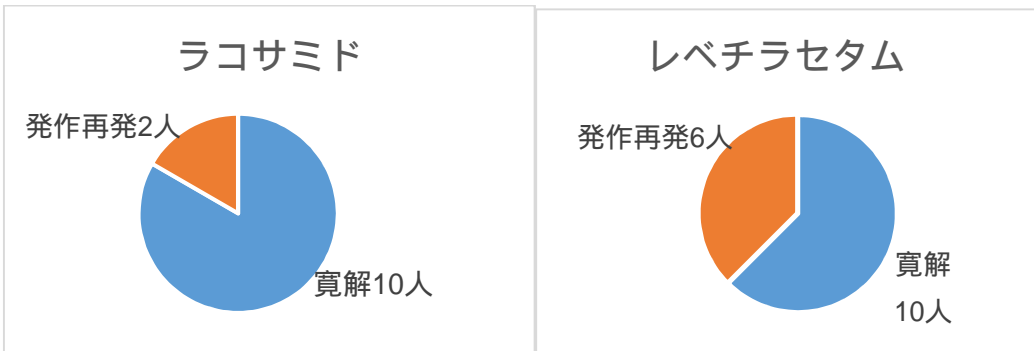 ラコサミド
発作再発2人
寛解10人
レベチラセタム
発作再発6人
寛解
10人